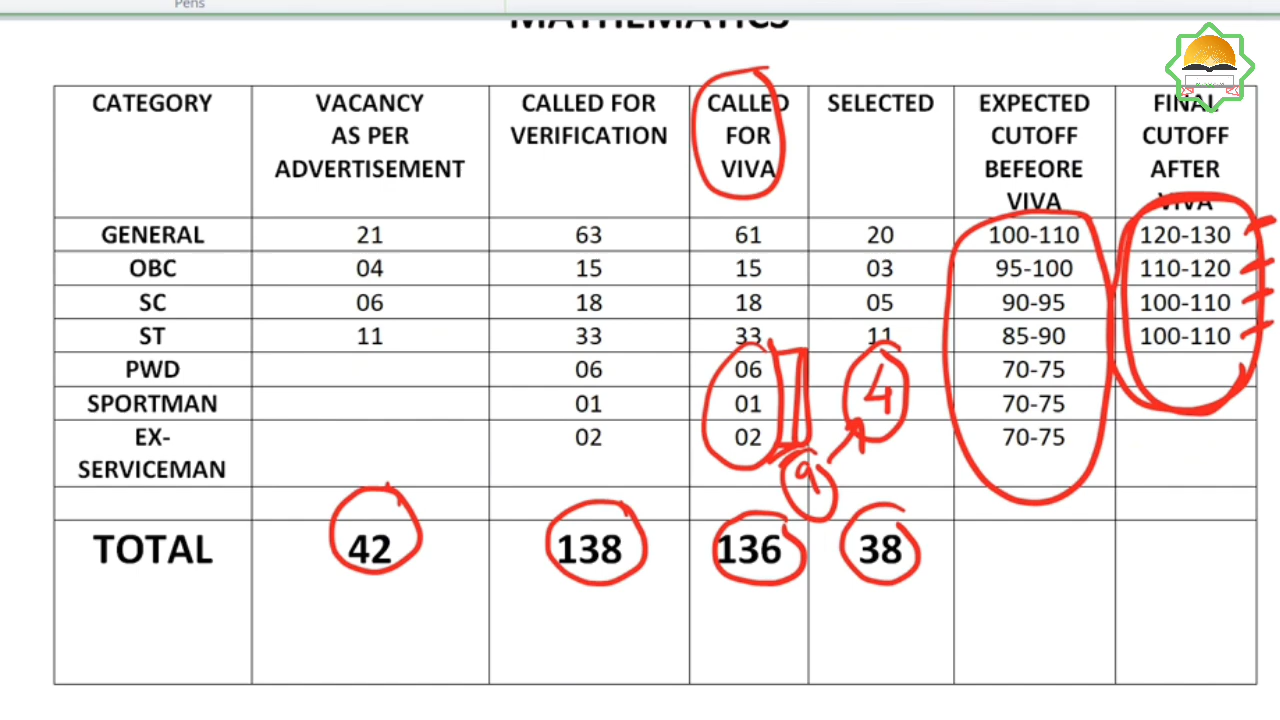 Pens
MATHEMATICS
CATEGORY VACANCY AS PER ADVERTISEMENT CALLED FOR VERIFICATION CALLED FOR VIVA SELECTED EXPECTED CUTOFF BEFEORE VIVA FINAL CUTOFF AFTER VIVA
GENERAL 21 63 61 20 100-110 120-130
OBC 04 15 15 03 95-100 110-120
SC 06 18 18 05 90-95 100-110
ST 11 33 33 11 85-90 100-110
PWD 06 06 70-75
SPORTMAN 01 01 4 70-75
EX-SERVICEMAN 02 02 70-75
9
TOTAL 42 138 136 38